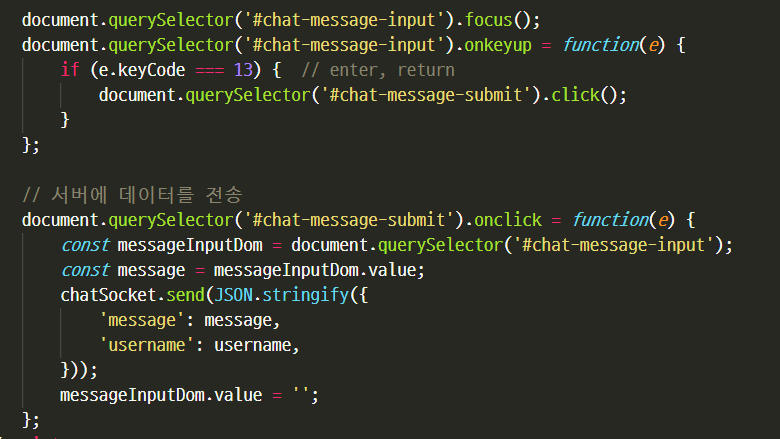 document.querySelector('#chat-message-input').focus();
document.querySelector('#chat-message-input').onkeyup = function(e) {
    if (e.keyCode === 13) {  // enter, return
        document.querySelector('#chat-message-submit').click();
    }
};

// 서버에 데이터를 전송
document.querySelector('#chat-message-submit').onclick = function(e) {
    const messageInputDom = document.querySelector('#chat-message-input');
    const message = messageInputDom.value;
    chatSocket.send(JSON.stringify({
        'message': message,
        'username': username,
    }));
    messageInputDom.value = '';
};